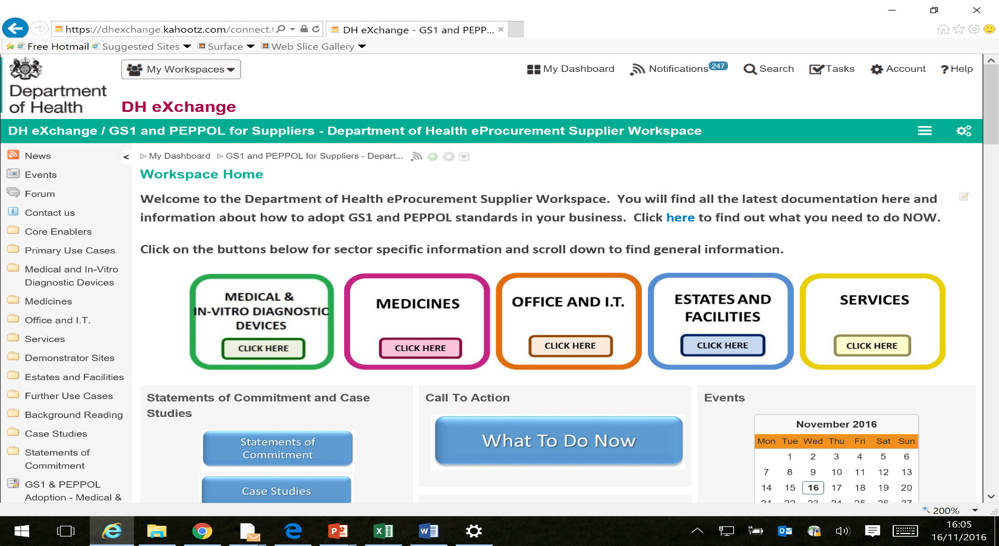 https://dhexchange.kahootz.com/connect.t
DH eXchange - GS1 and PEPP...
Free Hotmail
Suggested Sites
Surface
Web Slice Gallery
Department
of Health
My Workspaces
My Dashboard
Notifications 247
Search
Tasks
Account
? Help
DH eXchange
DH eXchange / GS1 and PEPPOL for Suppliers - Department of Health eProcurement Supplier Workspace
News
Events
Forum
Contact us
Core Enablers
Primary Use Cases
Medical and In-Vitro
Diagnostic Devices
Medicines
Office and I.T.
Services
Demonstrator Sites
Estates and Facilities
Further Use Cases
Background Reading
Case Studies
Statements of
Commitment
GS1 & PEPPOL
Adoption - Medical &
<
My Dashboard
GS1 and PEPPOL for Suppliers - Depart...
Workspace Home
Welcome to the Department of Health eProcurement Supplier Workspace. You will find all the latest documentation here and
information about how to adopt GS1 and PEPPOL standards in your business. Click here to find out what you need to do NOW.
Click on the buttons below for sector specific information and scroll down to find general information.
MEDICAL &
IN-VITRO DIAGNOSTIC
DEVICES
CLICK HERE
MEDICINES
CLICK HERE
OFFICE AND I.T.
CLICK HERE
ESTATES AND
FACILITIES
CLICK HERE
SERVICES
CLICK HERE
Statements of Commitment and Case
Studies
Statements of
Commitment
Case Studies
Call To Action
What To Do Now
Events
November 2016
Mon Tue Wed Thu Fri Sat Sun
1 2 3 4 5 6
7 8 9 10 11 12 13
14 15 16 17 18 19 20
21 22 23 24 25 26 27
200%
16:05
16/11/2016